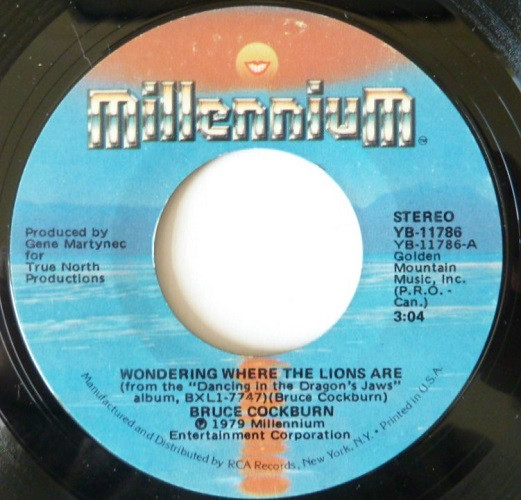 MillenniuM
TM
Produced by
Gene Martynec
for
True North
Productions
STEREO
YB-11786
YB-11786-A
Golden
Mountain
Music, Inc.
(P.R.O. -
Can.)
3:04
WONDERING WHERE THE LIONS ARE
(from the "Dancing in the Dragon's Jaws"
album, BXL1-7747)(Bruce Cockburn)
BRUCE COCKBURN
℗ 1979 Millennium
Entertainment Corporation
Manufactured and Distributed by RCA Records, New York, N.Y. • Printed in U.S.A.